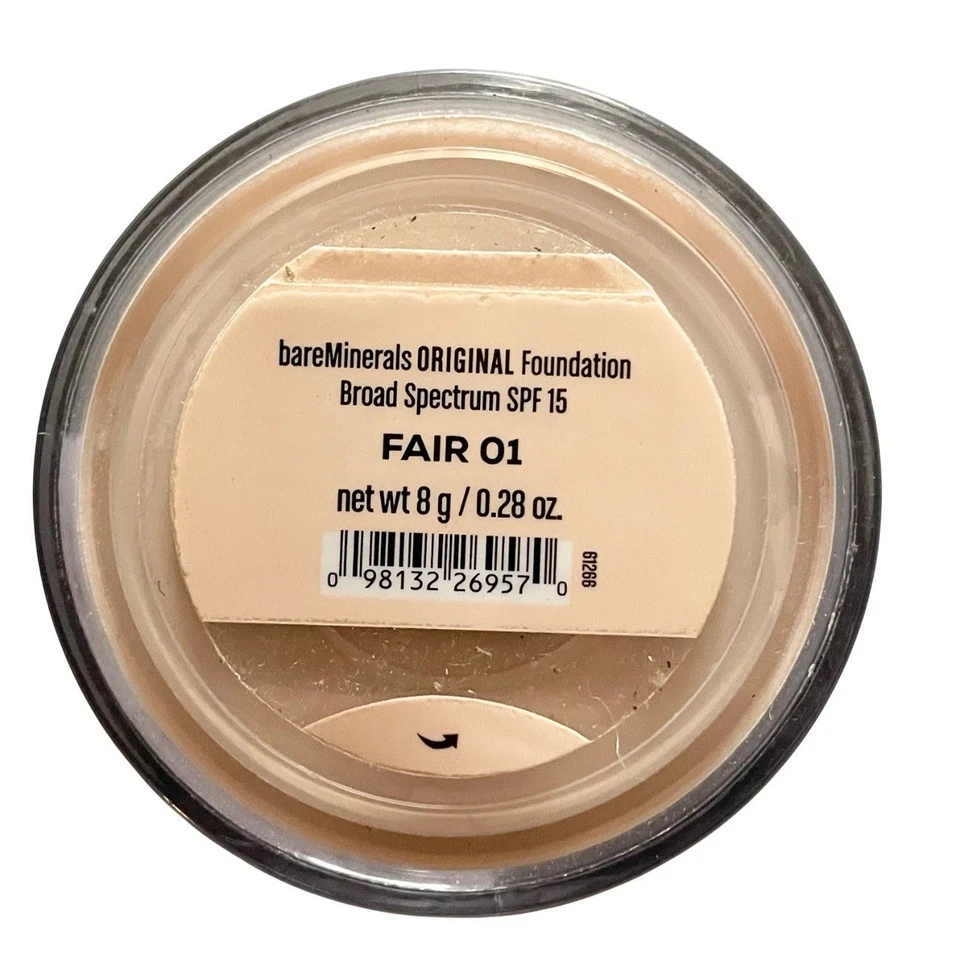 bareMinerals ORIGINAL Foundation
Broad Spectrum SPF 15
FAIR 01
net wt 8 g / 0.28 oz.
0 98132 26957 0
61266